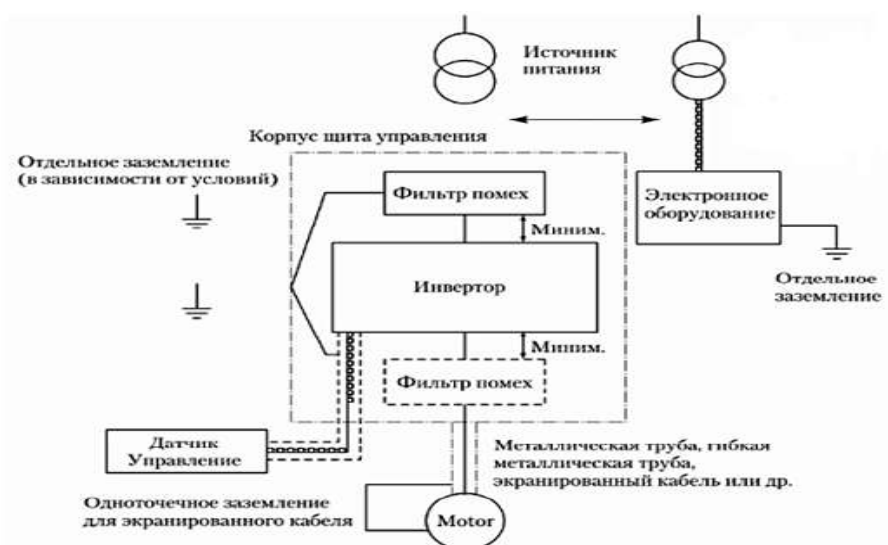 Источник
питания
Корпус щита управления
Отдельное заземление
(в зависимости от условий)
Фильтр помех
Миним.
Электронное
оборудование
Отдельное
заземление
Инвертор
Миним.
Фильтр помех
Датчик
Управление
Металлическая труба, гибкая
металлическая труба,
экранированный кабель или др.
Одноточечное заземление
для экранированного кабеля
Motor